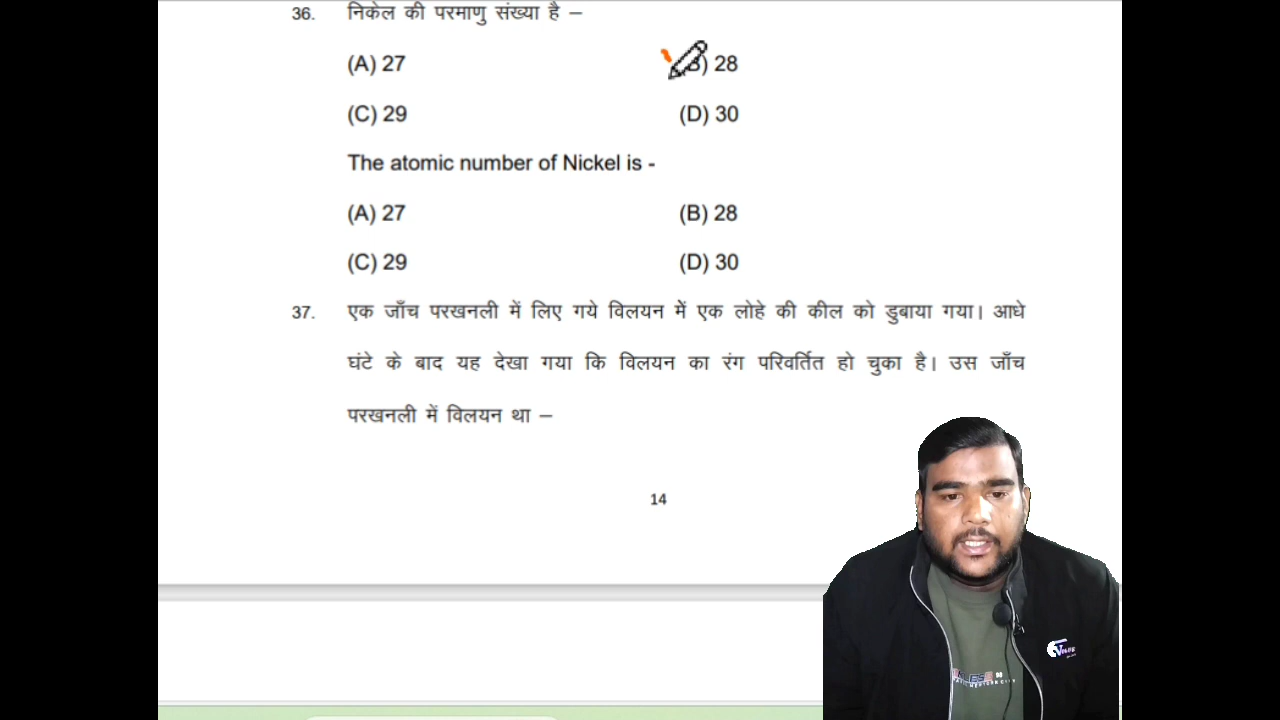 36. निकेल की परमाणु संख्या है –
(A) 27 (B) 28
(C) 29 (D) 30
The atomic number of Nickel is -
(A) 27 (B) 28
(C) 29 (D) 30
37. एक जाँच परखनली में लिए गये विलयन में एक लोहे की कील को डुबाया गया। आधे
घंटे के बाद यह देखा गया कि विलयन का रंग परिवर्तित हो चुका है। उस जाँच
परखनली में विलयन था –
14